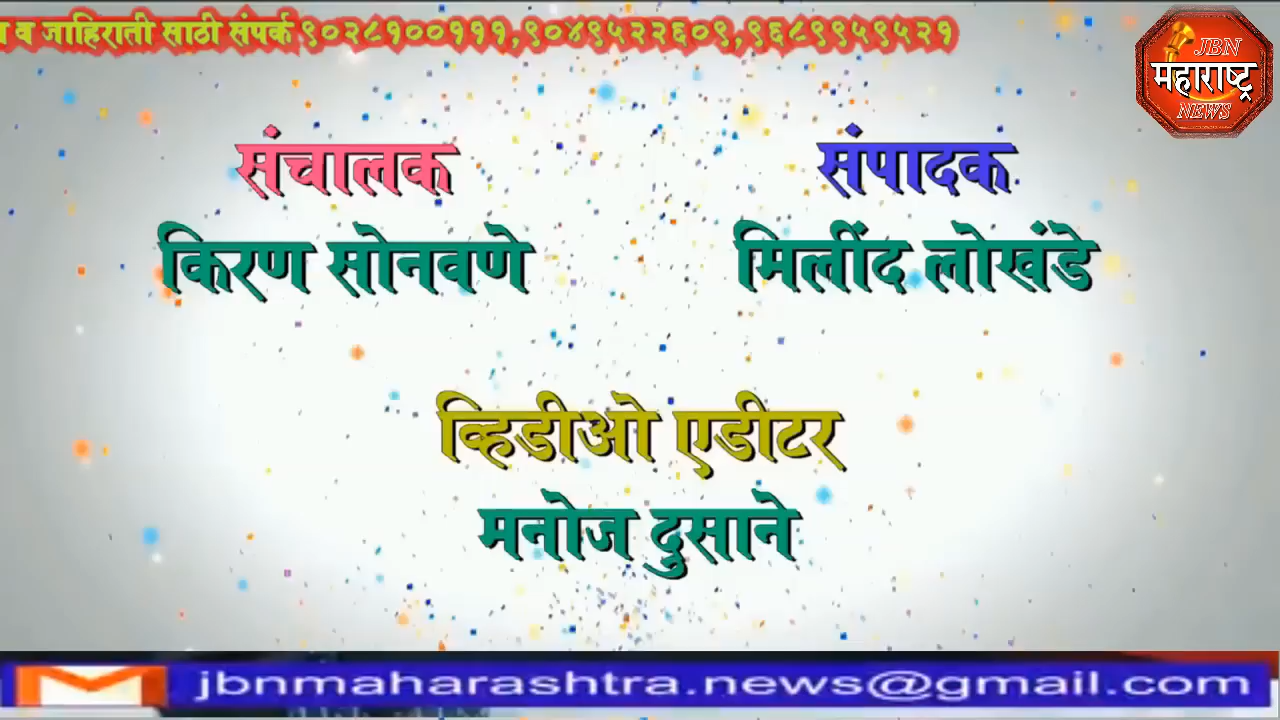 व जाहिराती साठी संपर्क ९०२८१००१११,९०४९५२२६०९,९६८९९५९५२१
JBN
महाराष्ट्र
NEWS
संचालक
किरण सोनवणे
संपादक
मिलींद लोखंडे
व्हिडीओ एडीटर
मनोज दुसाने
jbnmaharashtra.news@gmail.com